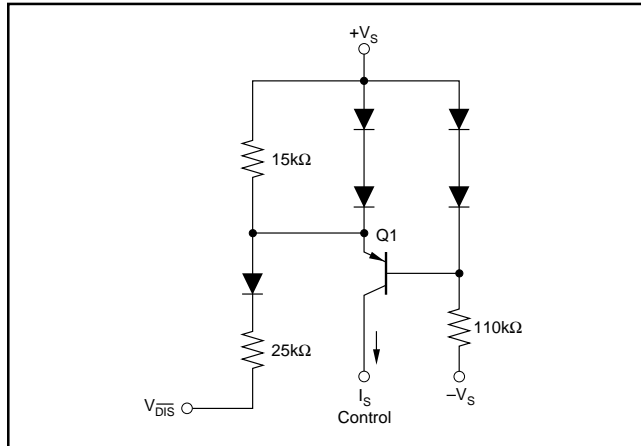 +VS
15kΩ
Q1
25kΩ
110kΩ
VDIS
IS
Control
–VS